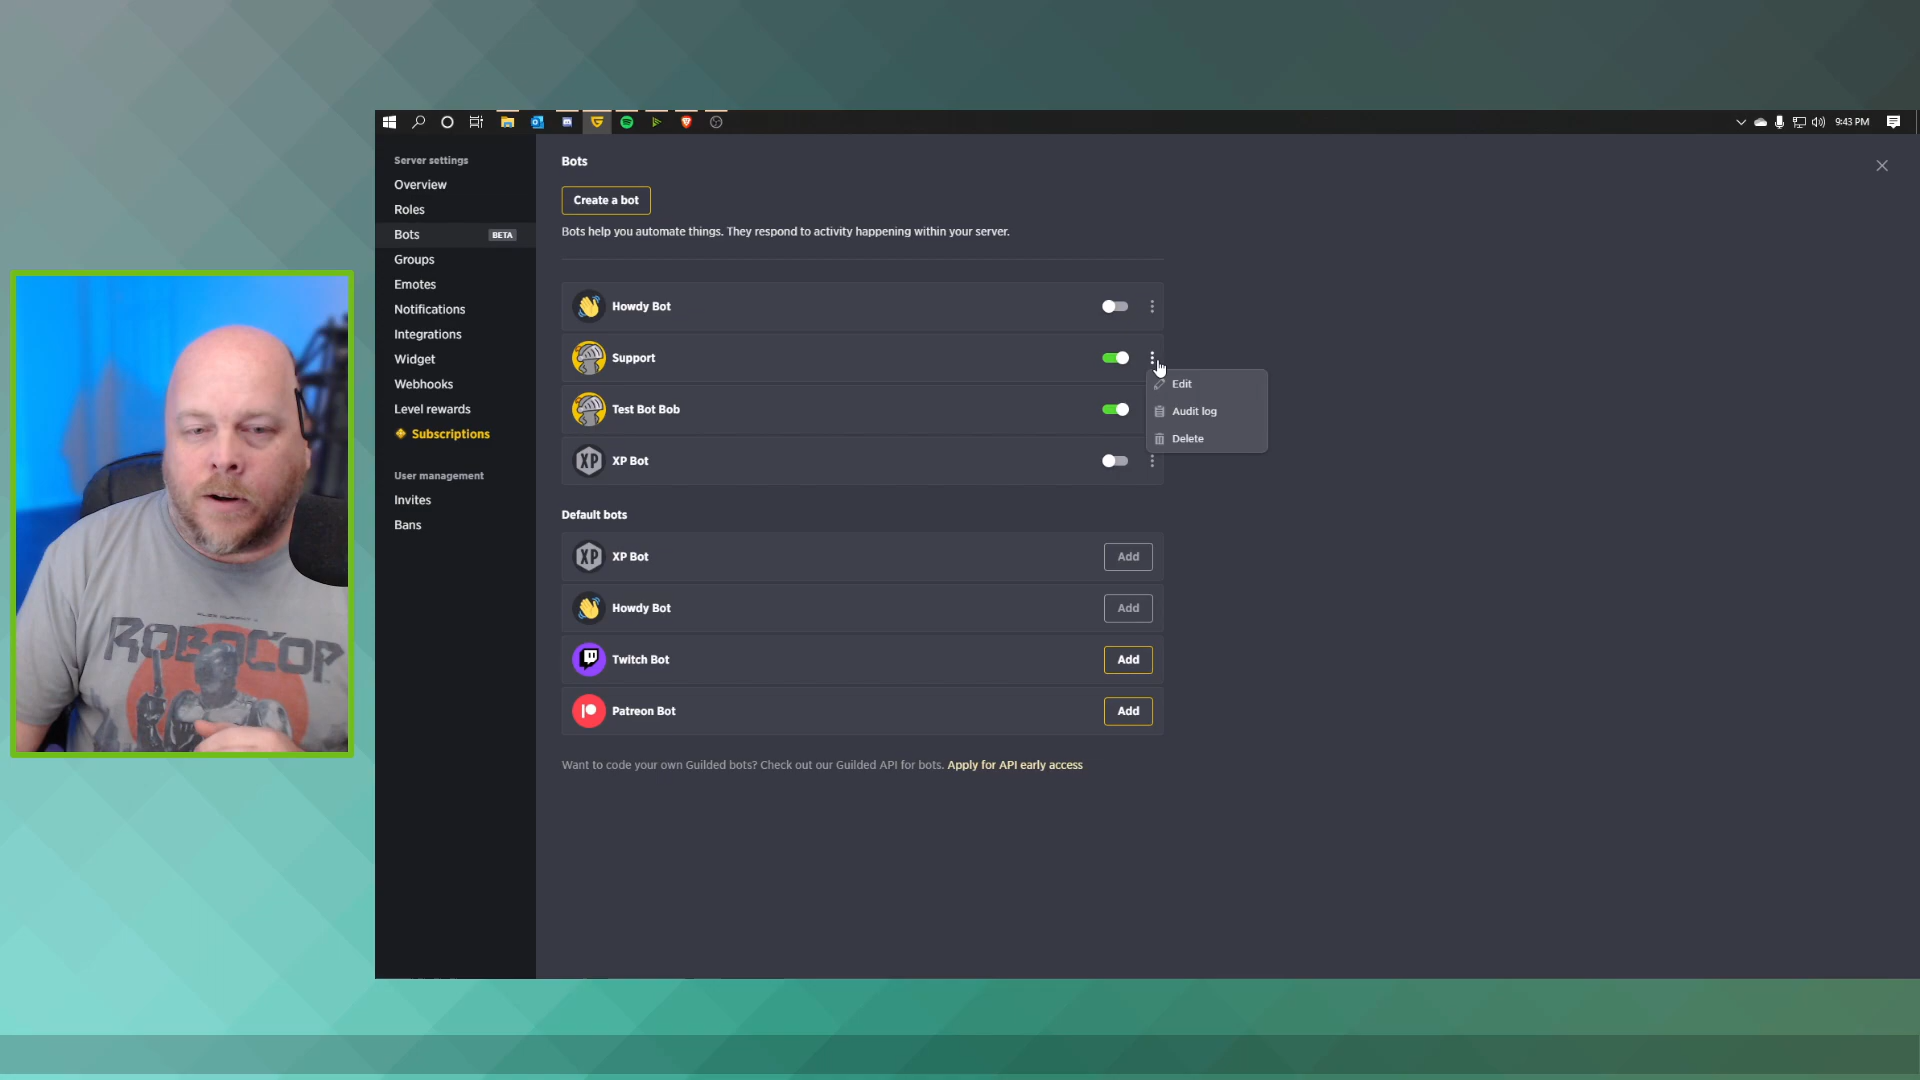 9:43 PM
Server settings
Overview
Roles
Bots BETA
Groups
Emotes
Notifications
Integrations
Widget
Webhooks
Level rewards
Subscriptions
User management
Invites
Bans
Bots
Create a bot
Bots help you automate things. They respond to activity happening within your server.
Howdy Bot
Support
Edit
Audit log
Delete
Test Bot Bob
XP XP Bot
Default bots
XP XP Bot Add
Howdy Bot Add
Twitch Bot Add
Patreon Bot Add
Want to code your own Guilded bots? Check out our Guilded API for bots. Apply for API early access
ROBOCOP